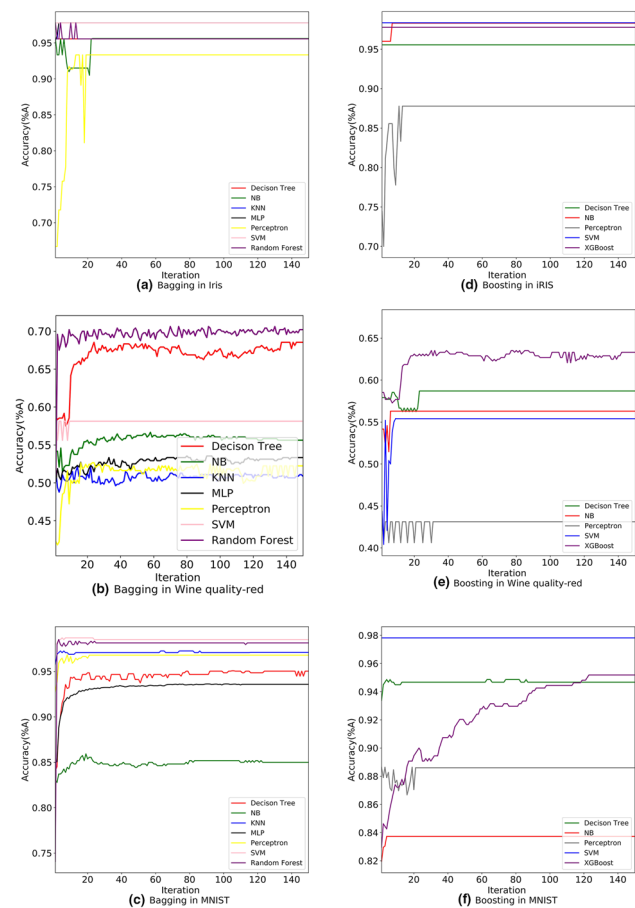 0.95
0.90
0.85
0.80
0.75
0.70
Accuracy(%A)
Decison Tree
NB
KNN
MLP
Perceptron
SVM
Random Forest
20 40 60 80 100 120 140
Iteration
(a) Bagging in Iris
0.95
0.90
0.85
0.80
0.75
0.70
Accuracy(%A)
Decision Tree
NB
Perceptron
SVM
XGBoost
20 40 60 80 100 120 140
Iteration
(d) Boosting in iRIS
0.70
0.65
0.60
0.55
0.50
0.45
Accuracy(%A)
Decison Tree
NB
KNN
MLP
Perceptron
SVM
Random Forest
20 40 60 80 100 120 140
Iteration
(b) Bagging in Wine quality-red
0.65
0.60
0.55
0.50
0.45
0.40
Accuracy(%A)
Decision Tree
NB
Perceptron
SVM
XGBoost
20 40 60 80 100 120 140
Iteration
(e) Boosting in Wine quality-red
0.95
0.90
0.85
0.80
0.75
Accuracy(%A)
Decison Tree
NB
KNN
MLP
Perceptron
SVM
Random Forest
20 40 60 80 100 120 140
Iteration
(c) Bagging in MNIST
0.98
0.96
0.94
0.92
0.90
0.88
0.86
0.84
0.82
Accuracy(%A)
Decision Tree
NB
Perceptron
SVM
XGBoost
20 40 60 80 100 120 140
Iteration
(f) Boosting in MNIST